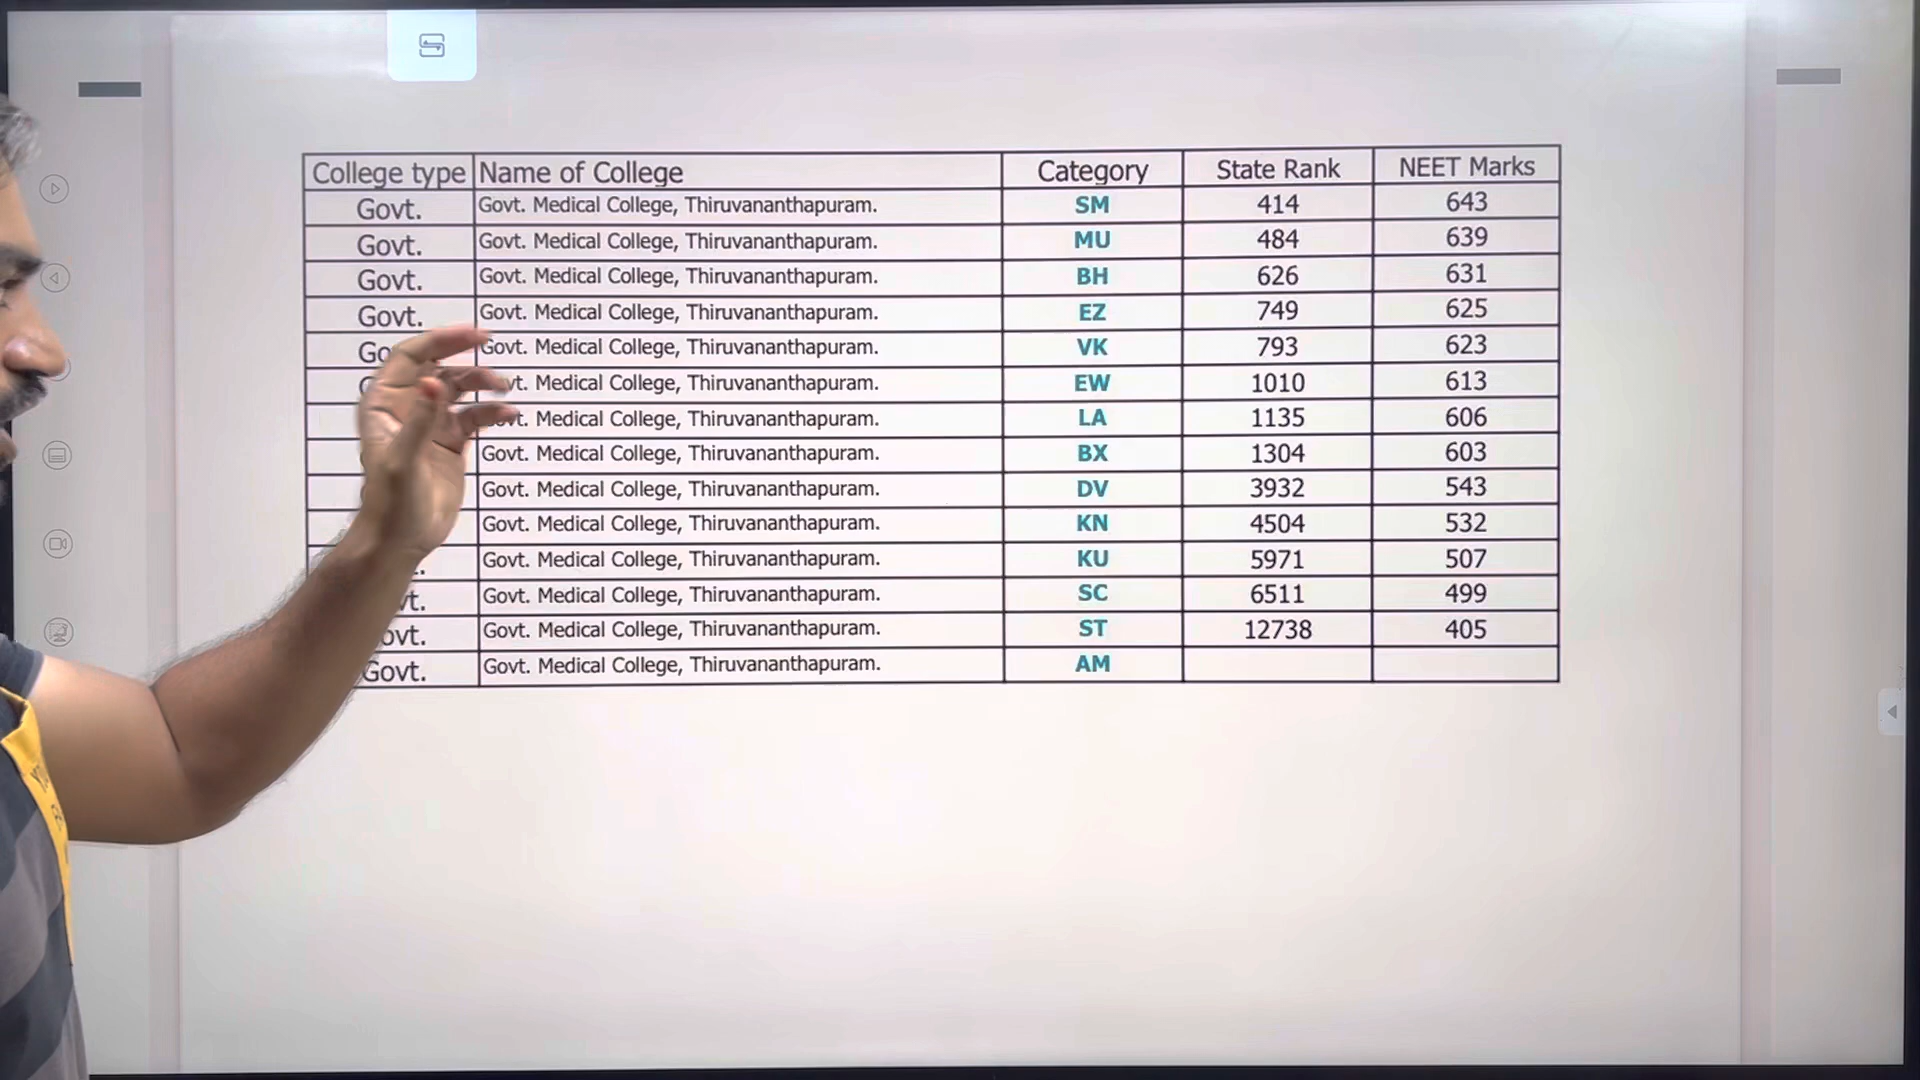 College type Name of College Category State Rank NEET Marks
Govt. Govt. Medical College, Thiruvananthapuram. SM 414 643
Govt. Govt. Medical College, Thiruvananthapuram. MU 484 639
Govt. Govt. Medical College, Thiruvananthapuram. BH 626 631
Govt. Govt. Medical College, Thiruvananthapuram. EZ 749 625
Govt. Medical College, Thiruvananthapuram. VK 793 623
Medical College, Thiruvananthapuram. EW 1010 613
Medical College, Thiruvananthapuram. LA 1135 606
Govt. Medical College, Thiruvananthapuram. BX 1304 603
Govt. Medical College, Thiruvananthapuram. DV 3932 543
Govt. Medical College, Thiruvananthapuram. KN 4504 532
Govt. Medical College, Thiruvananthapuram. KU 5971 507
Govt. Medical College, Thiruvananthapuram. SC 6511 499
Govt. Medical College, Thiruvananthapuram. ST 12738 405
Govt. Govt. Medical College, Thiruvananthapuram. AM